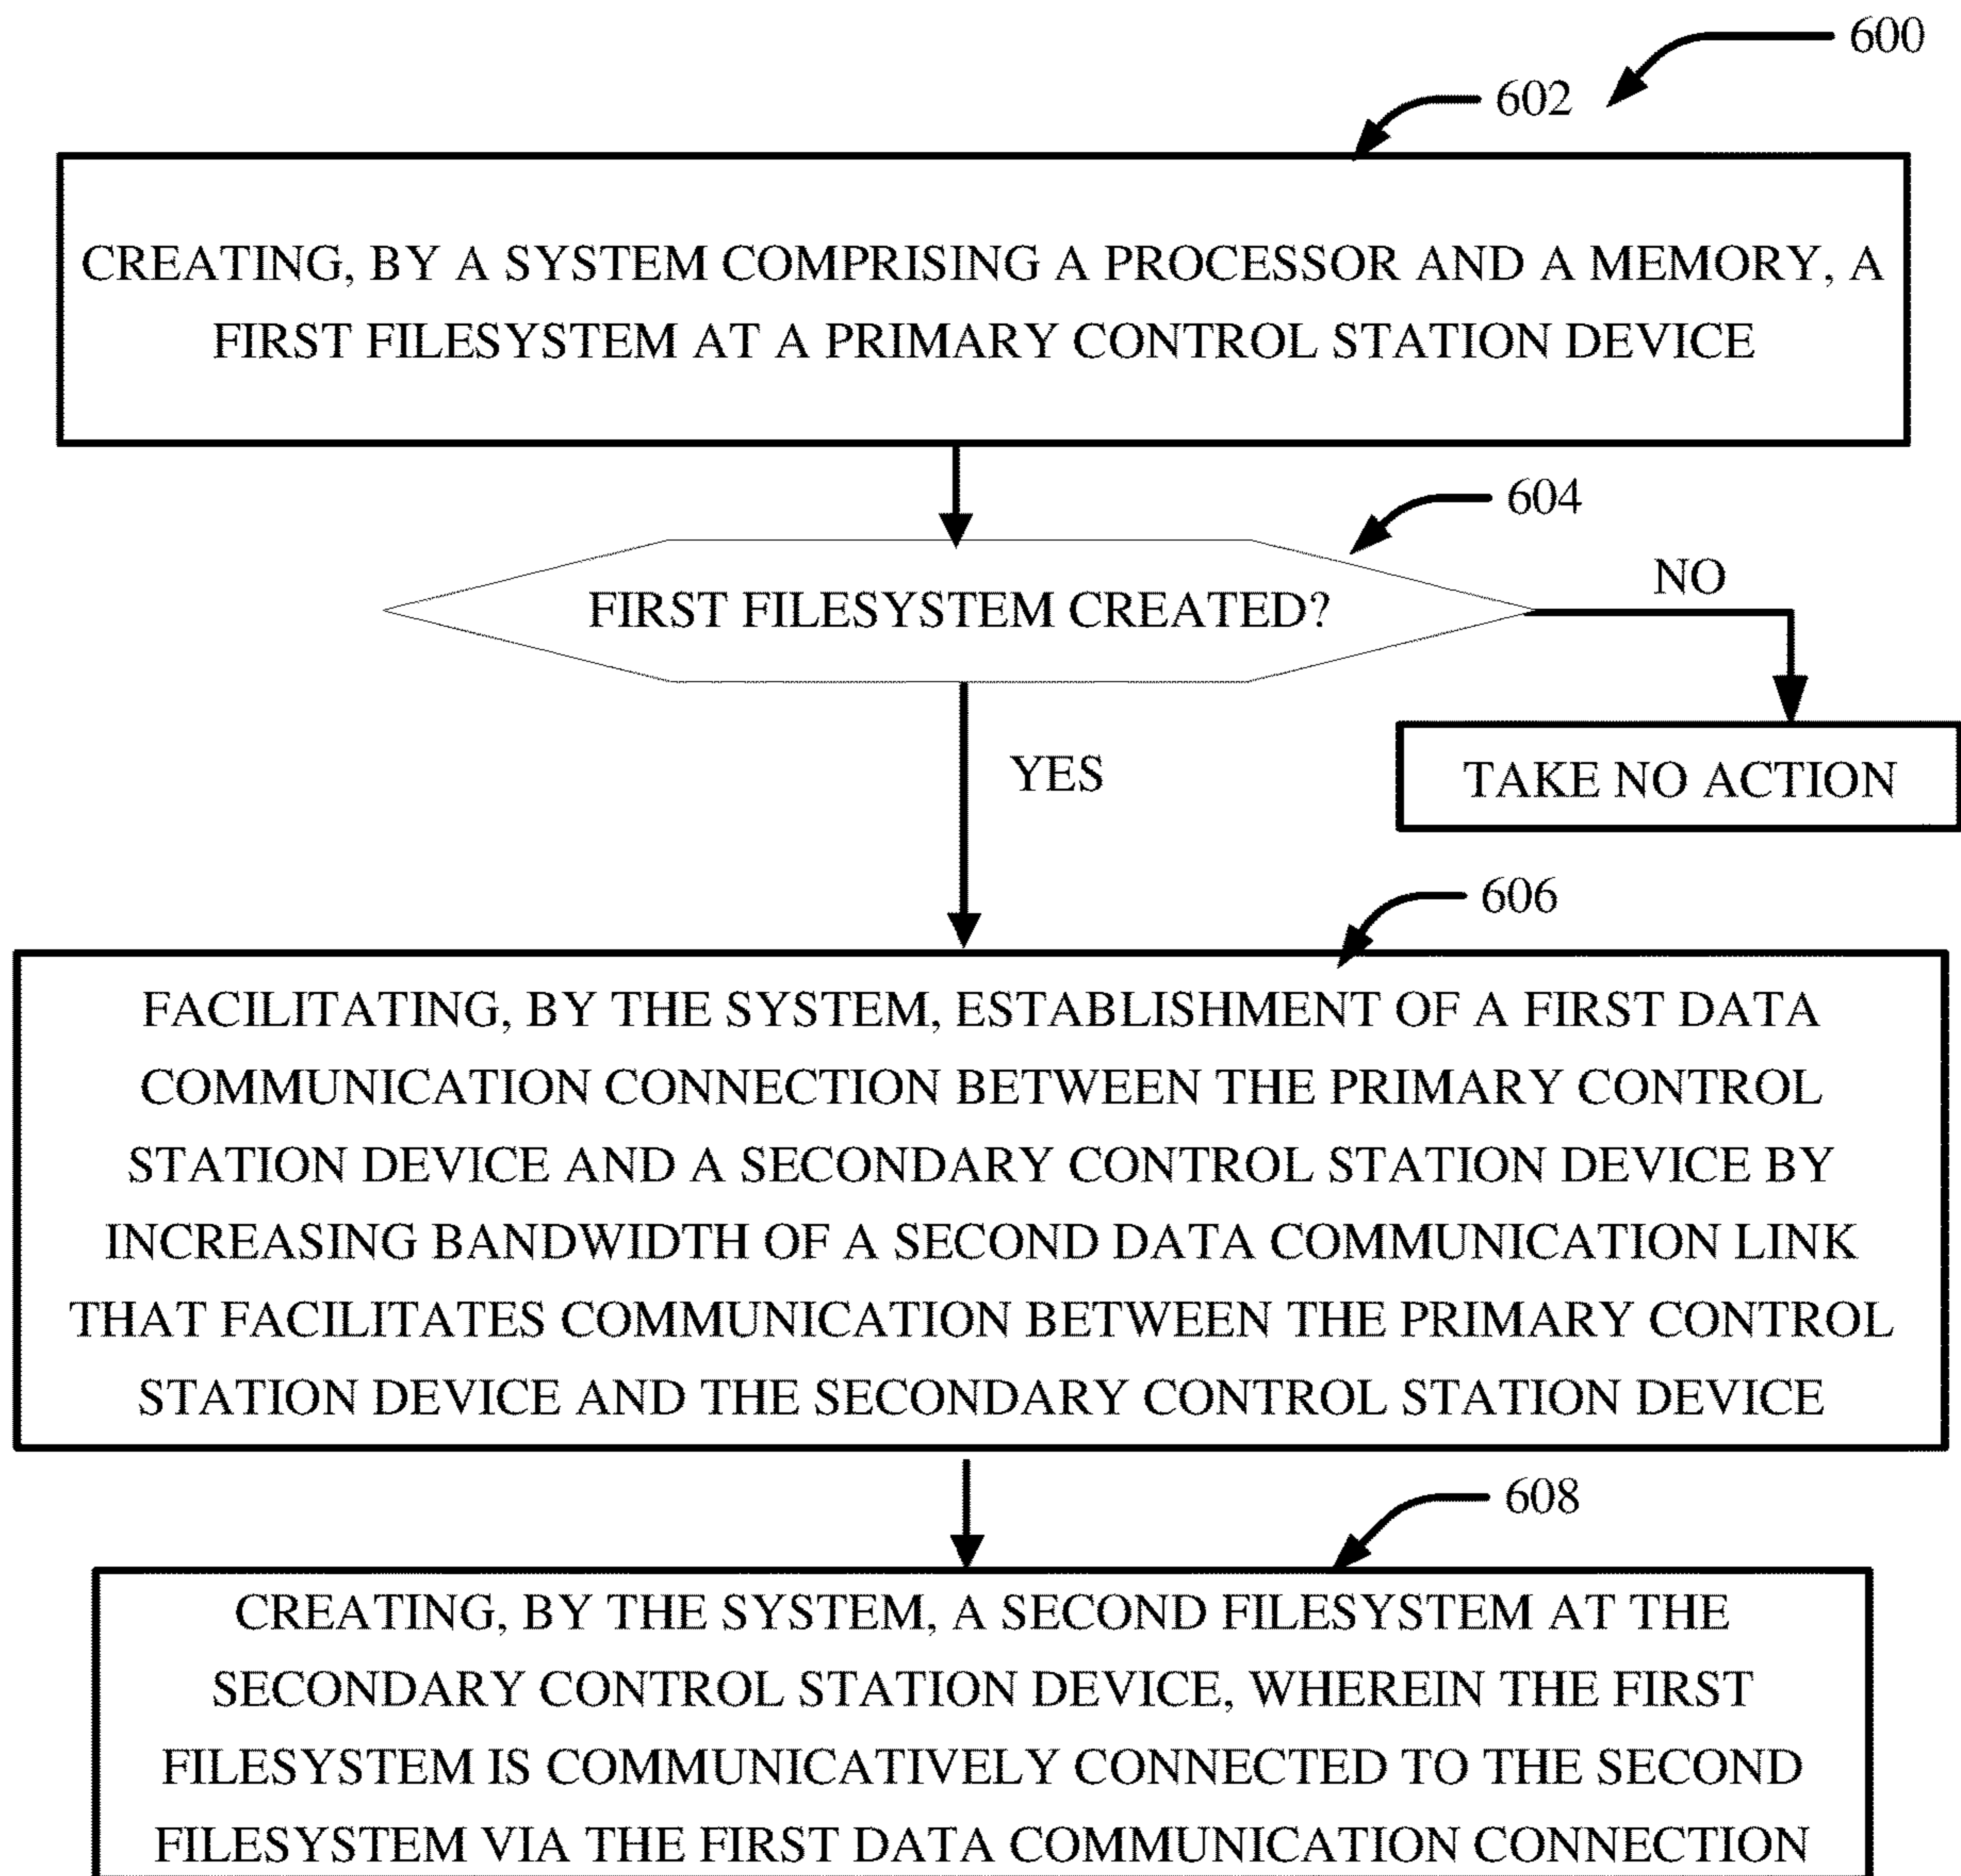 600
602
CREATING, BY A SYSTEM COMPRISING A PROCESSOR AND A MEMORY, A
FIRST FILESYSTEM AT A PRIMARY CONTROL STATION DEVICE
604
FIRST FILESYSTEM CREATED?
NO
YES
TAKE NO ACTION
606
FACILITATING, BY THE SYSTEM, ESTABLISHMENT OF A FIRST DATA
COMMUNICATION CONNECTION BETWEEN THE PRIMARY CONTROL
STATION DEVICE AND A SECONDARY CONTROL STATION DEVICE BY
INCREASING BANDWIDTH OF A SECOND DATA COMMUNICATION LINK
THAT FACILITATES COMMUNICATION BETWEEN THE PRIMARY CONTROL
STATION DEVICE AND THE SECONDARY CONTROL STATION DEVICE
608
CREATING, BY THE SYSTEM, A SECOND FILESYSTEM AT THE
SECONDARY CONTROL STATION DEVICE, WHEREIN THE FIRST
FILESYSTEM IS COMMUNICATIVELY CONNECTED TO THE SECOND
FILESYSTEM VIA THE FIRST DATA COMMUNICATION CONNECTION